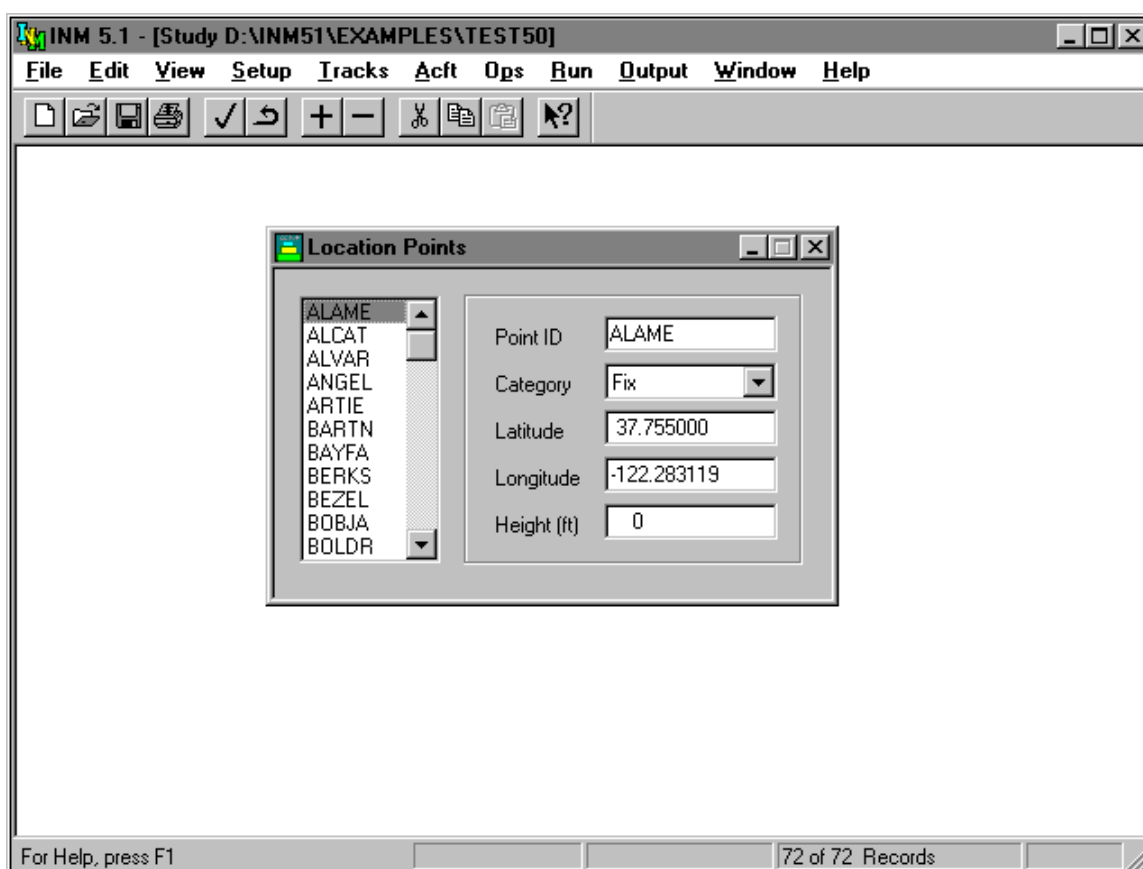 INM 5.1 - [Study D:\INM51\EXAMPLES\TEST50]
File Edit View Setup Tracks Acft Ops Run Output Window Help
Location Points
ALAME
ALCAT
ALVAR
ANGEL
ARTIE
BARTN
BAYFA
BERKS
BEZEL
BOBJA
BOLDR
Point ID ALAME
Category Fix
Latitude 37.755000
Longitude -122.283119
Height (ft) 0
For Help, press F1
72 of 72 Records